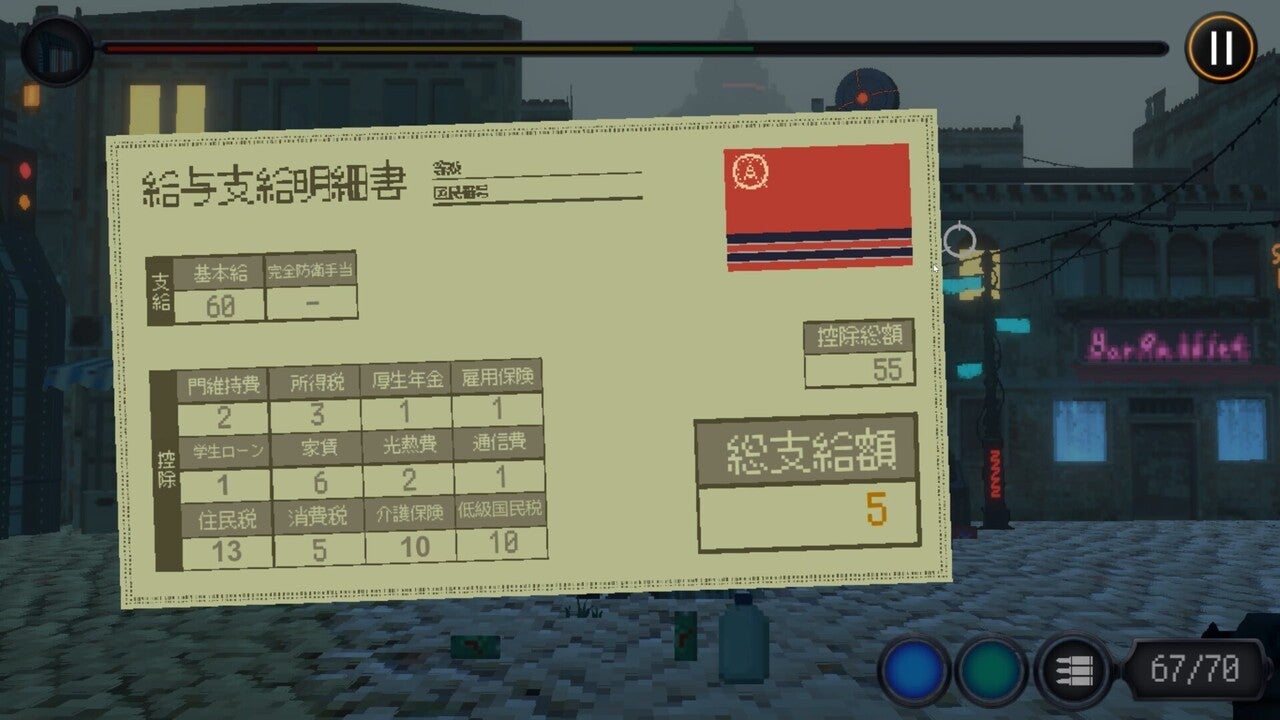 給与支給明細書
国民番号
A
支給
基本給 完全防衛手当
60 -
控除総額
55
控除
門維持費 所得税 厚生年金 雇用保険
2 3 1 1
学生ローン 家賃 光熱費 通信費
1 6 2 1
住民税 消費税 介護保険 低級国民税
13 5 10 10
総支給額
5
67/70